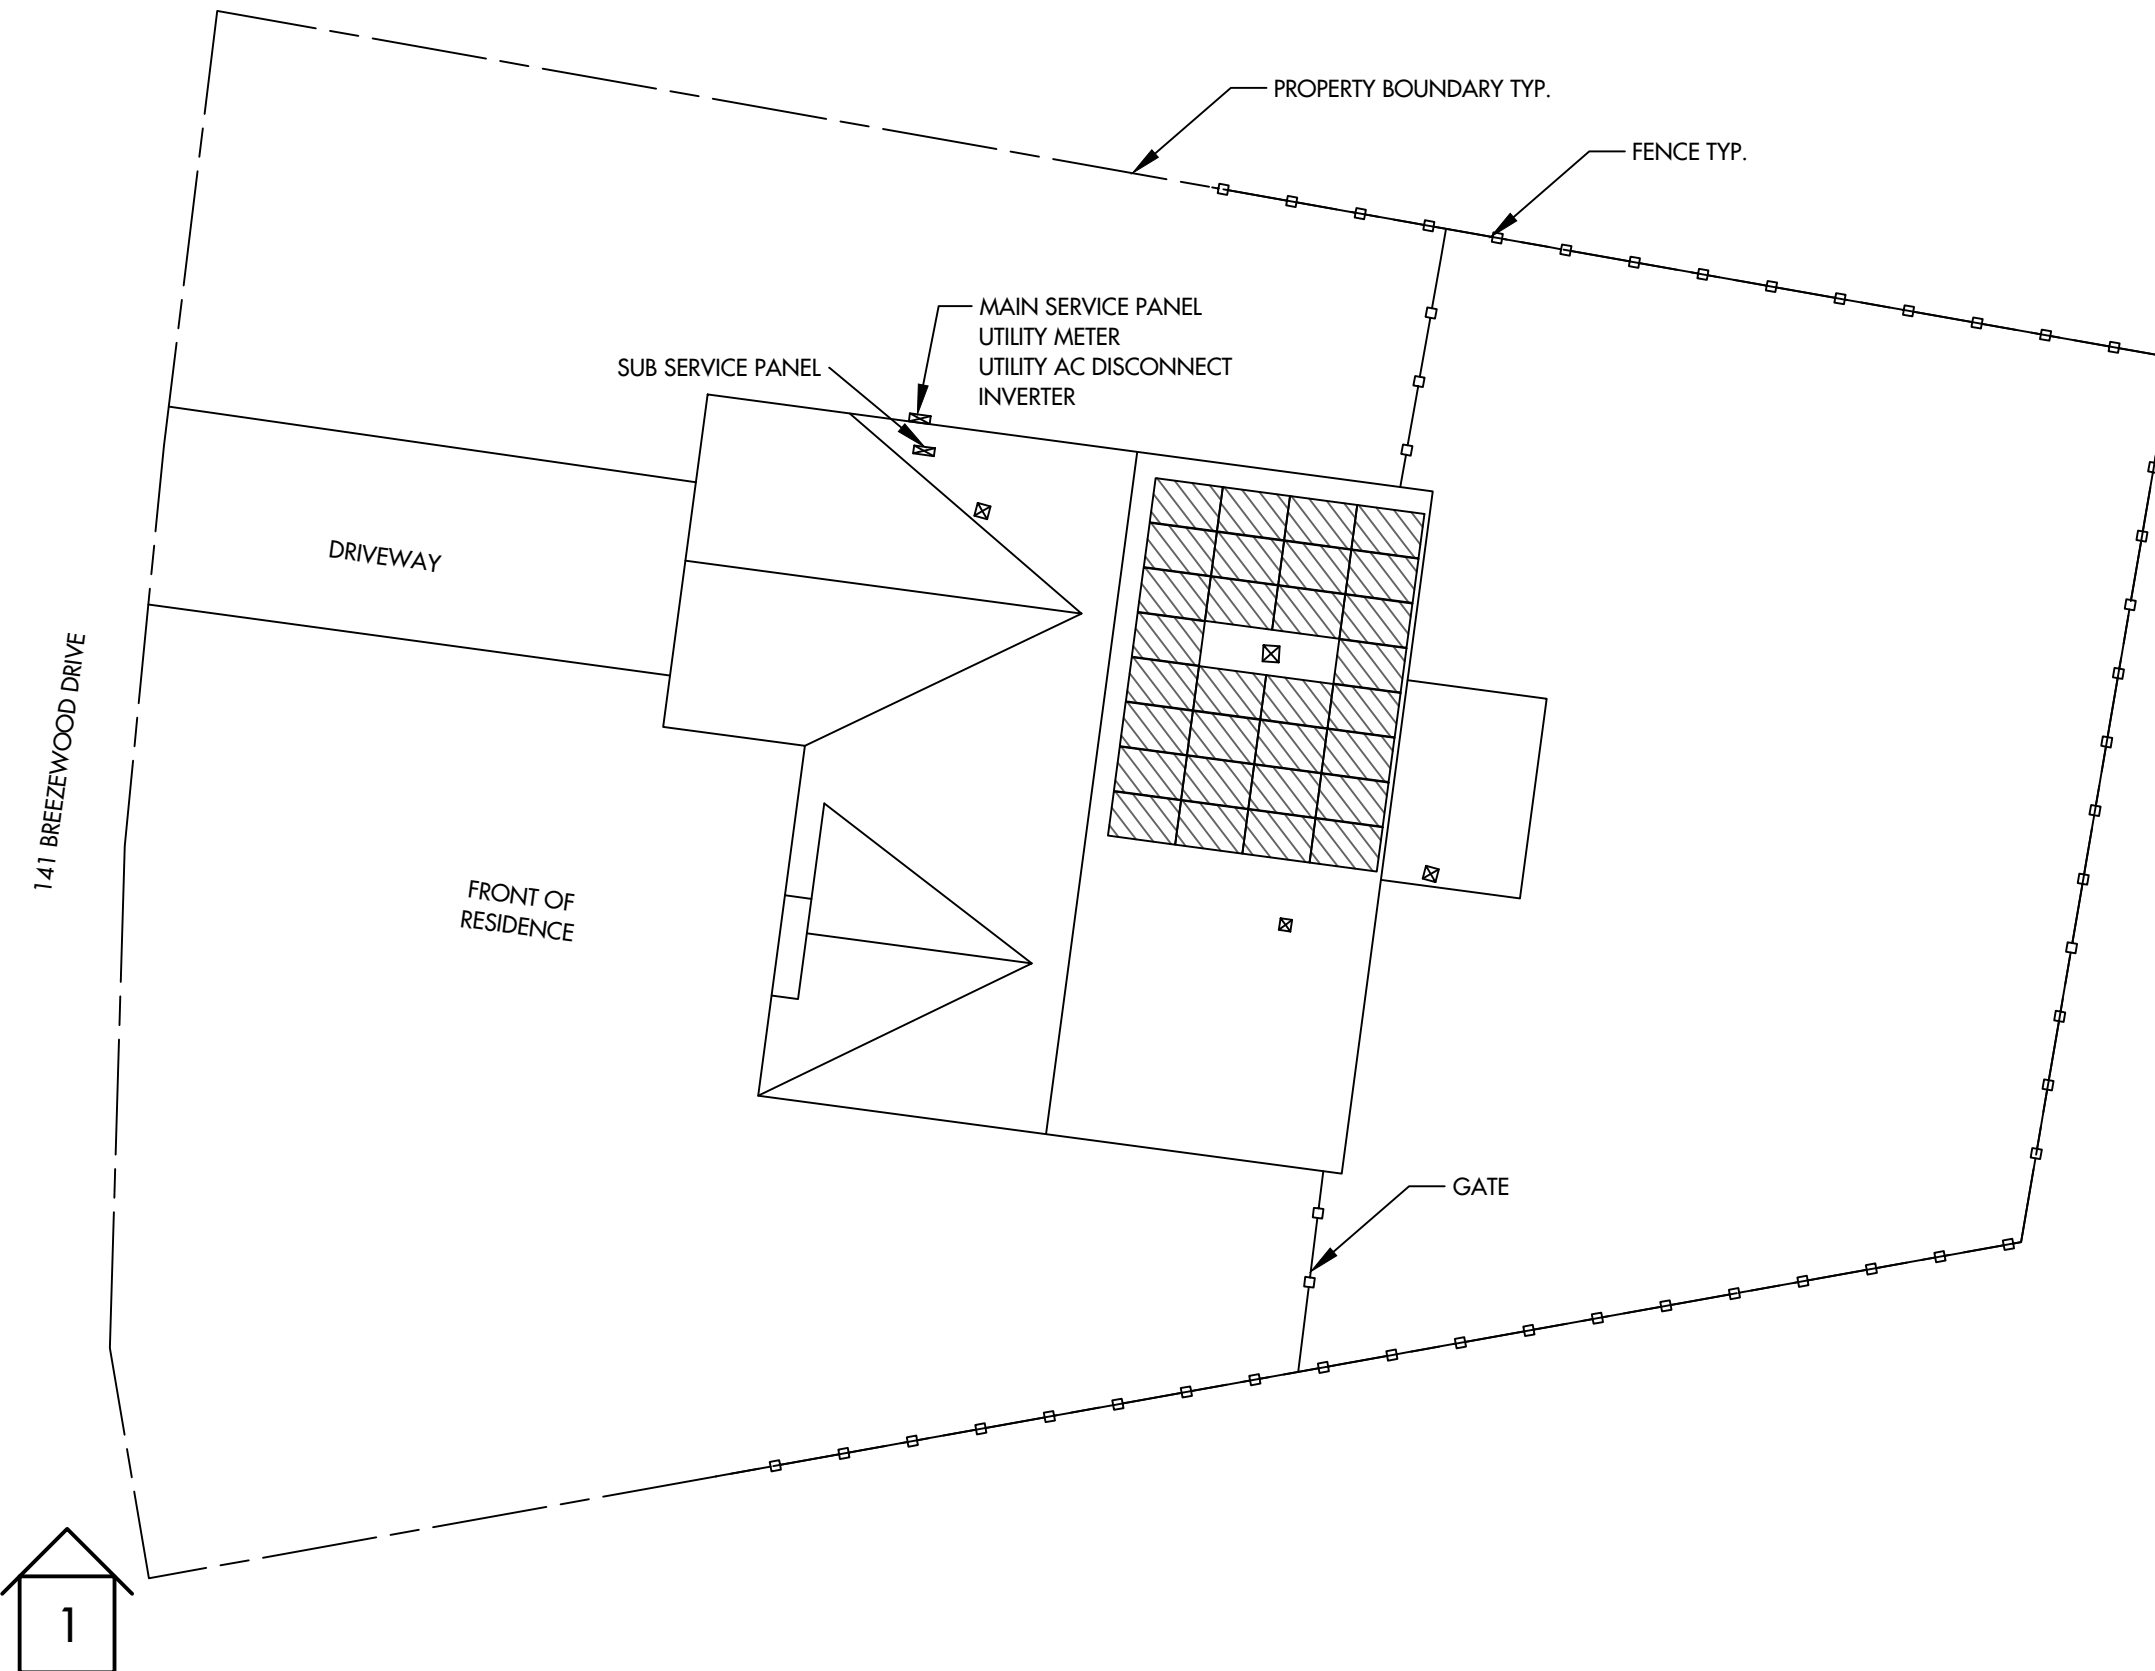 PROPERTY BOUNDARY TYP.
FENCE TYP.
MAIN SERVICE PANEL
UTILITY METER
UTILITY AC DISCONNECT
INVERTER
SUB SERVICE PANEL
DRIVEWAY
141 BREEZEWOOD DRIVE
FRONT OF
RESIDENCE
GATE
1